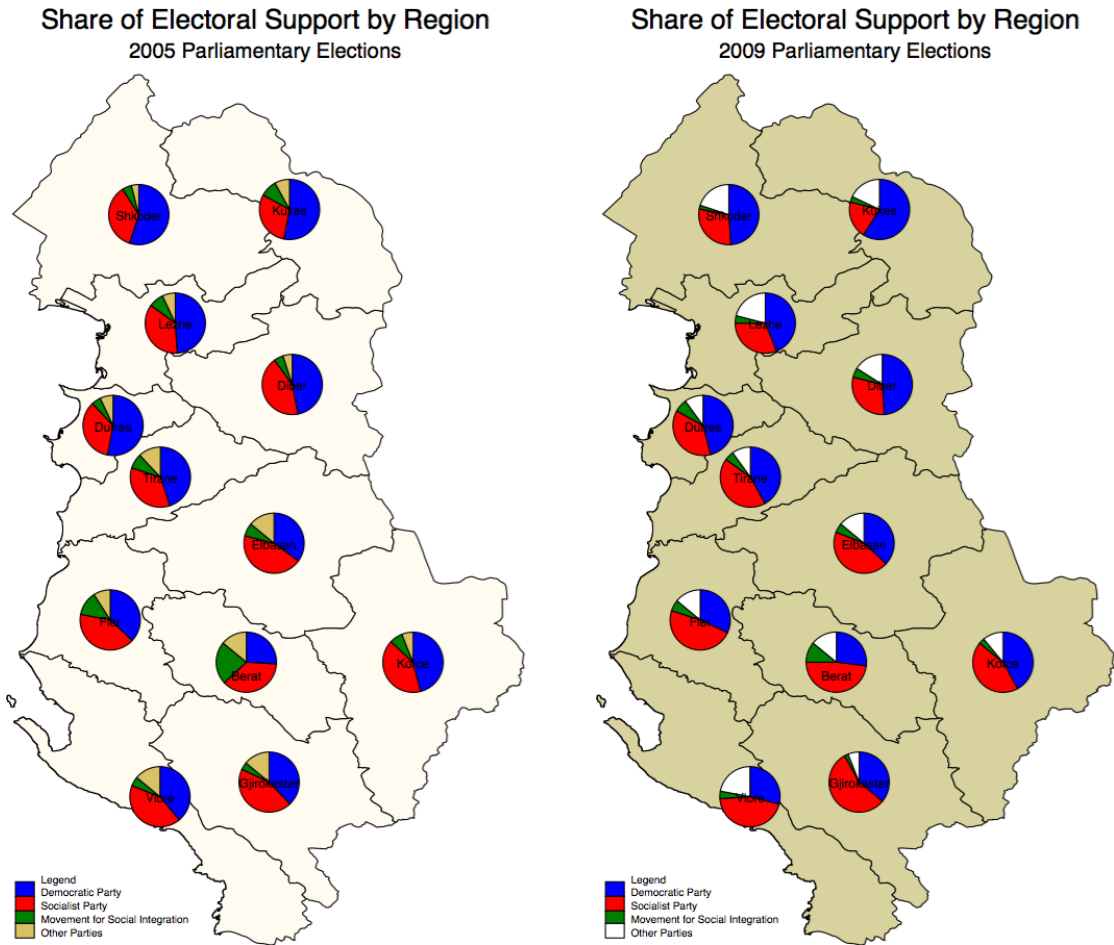 Share of Electoral Support by Region
2005 Parliamentary Elections
Shkoder
Kukes
Lezhe
Diber
Durres
Tirane
Elbasan
Fier
Berat
Korce
Gjirokaster
Vlore
Legend
Democratic Party
Socialist Party
Movement for Social Integration
Other Parties
Share of Electoral Support by Region
2009 Parliamentary Elections
Shkoder
Kukes
Lezhe
Diber
Durres
Tirane
Elbasan
Fier
Berat
Korce
Gjirokaster
Vlore
Legend
Democratic Party
Socialist Party
Movement for Social Integration
Other Parties